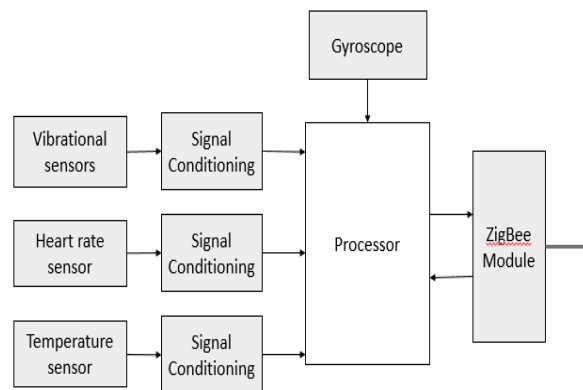 Gyroscope
Vibrational
sensors
Signal
Conditioning
Heart rate
sensor
Signal
Conditioning
Processor
ZigBee
Module
Temperature
sensor
Signal
Conditioning